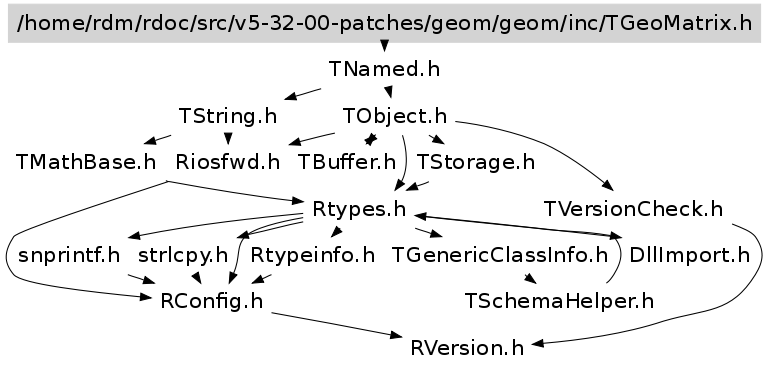 /home/rdm/rdoc/src/v5-32-00-patches/geom/geom/inc/TGeoMatrix.h
TNamed.h
TString.h TObject.h
TMathBase.h Riosfwd.h TBuffer.h TStorage.h
Rtypes.h TVersionCheck.h
snprintf.h strlcpy.h Rtypeinfo.h TGenericClassInfo.h DllImport.h
RConfig.h TSchemaHelper.h
RVersion.h